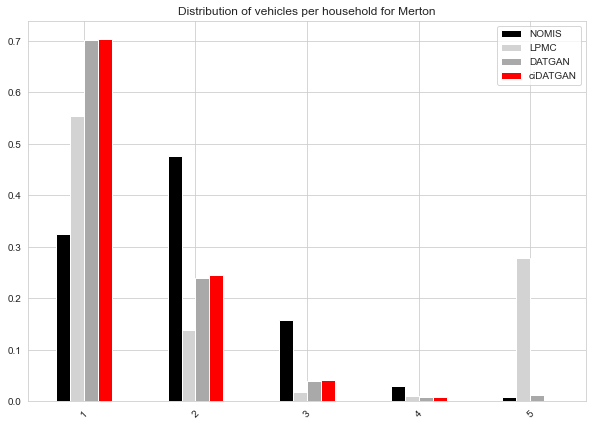 Distribution of vehicles per household for Merton
NOMIS
LPMC
DATGAN
ciDATGAN
0.7
0.6
0.5
0.4
0.3
0.2
0.1
0.0
1
2
3
4
5